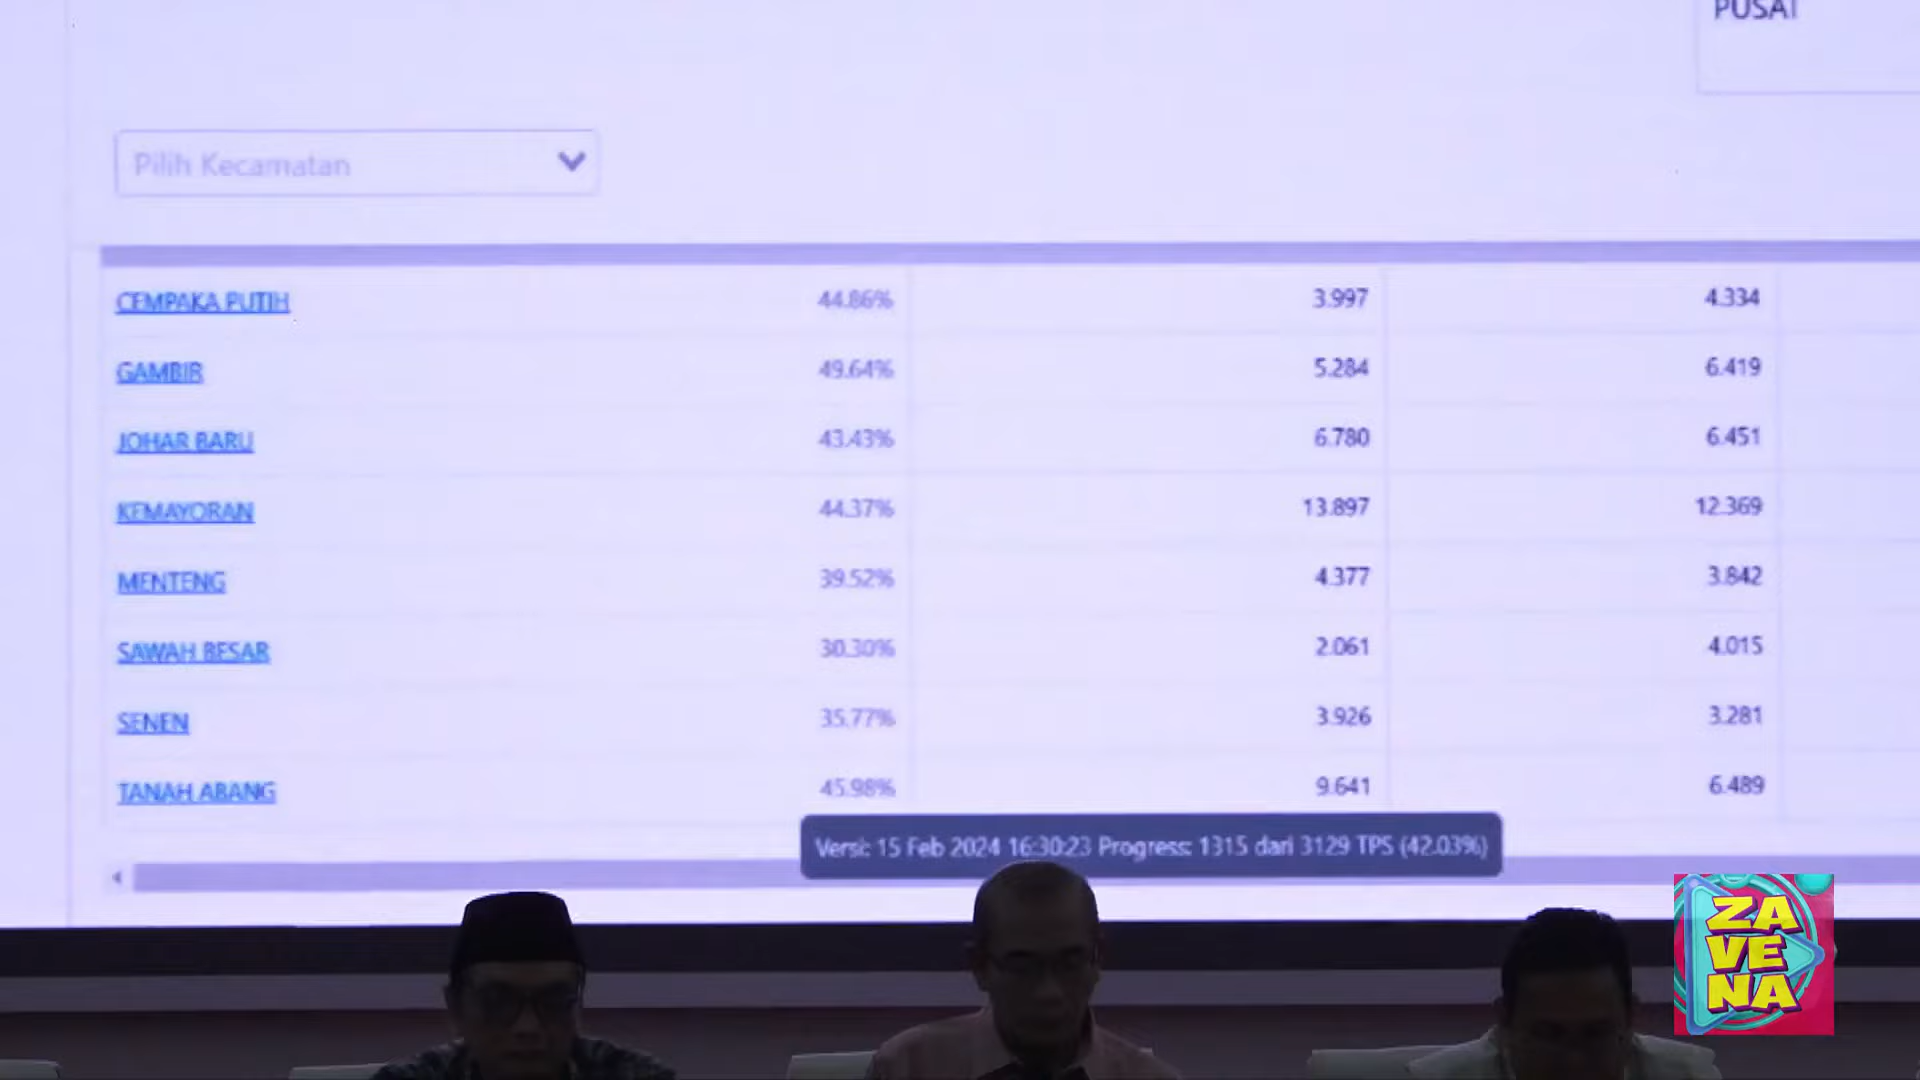 PUSAT
Pilih Kecamatan
CEMPAKA PUTIH 44.86% 3.997 4.334
GAMBIR 49.64% 5.284 6.419
JOHAR BARU 43.43% 6.780 6.451
KEMAYORAN 44.37% 13.897 12.369
MENTENG 39.52% 4.377 3.842
SAWAH BESAR 30.30% 2.061 4.015
SENEN 35.77% 3.926 3.281
TANAH ABANG 45.98% 9.641 6.489
Versi: 15 Feb 2024 16:30:23 Progress: 1315 dari 3129 TPS (42.03%)
ZA
VE
NA